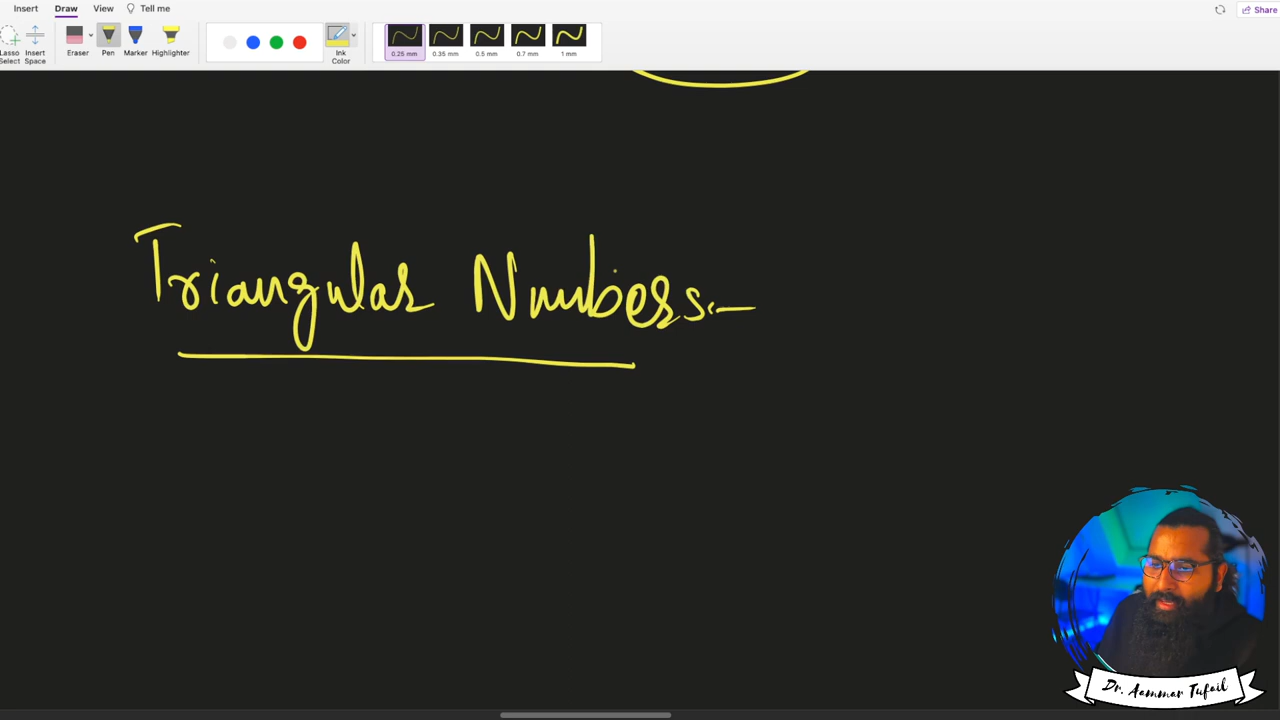 Insert Draw View Tell me
Share
Lasso Select
Insert Space
Eraser
Pen
Marker
Highlighter
Ink Color
0.25 mm
0.35 mm
0.5 mm
0.7 mm
1 mm
Triangular Numbers:-
Dr. Aammar Tufail